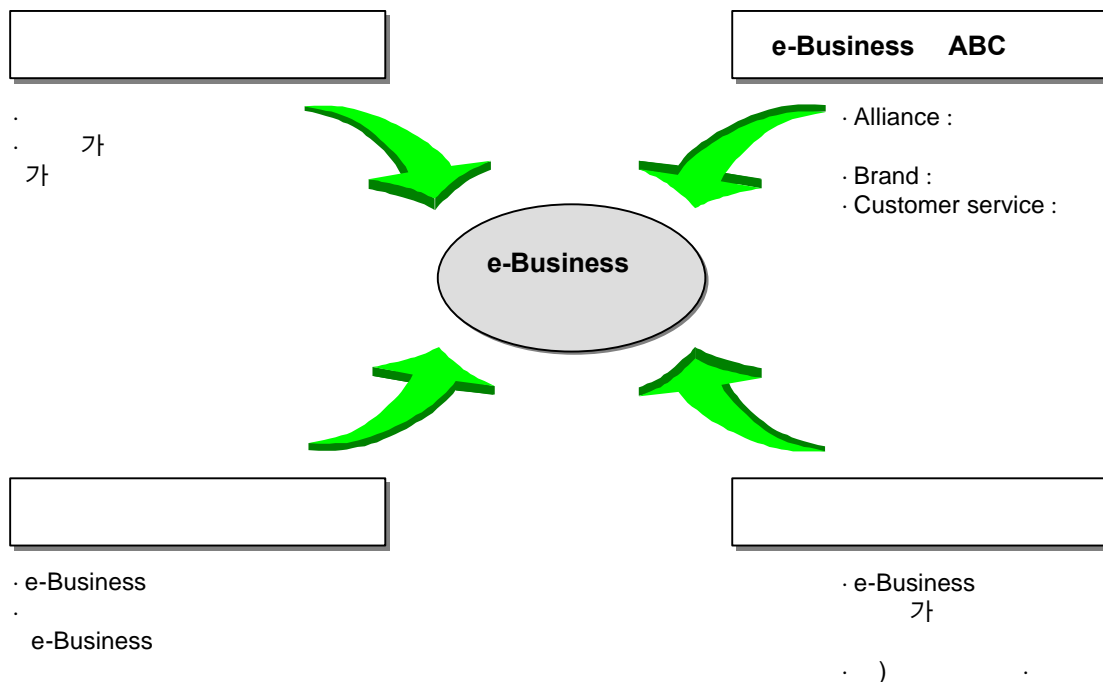 e-Business ABC
·
· 가
가
· Alliance :
· Brand :
· Customer service :
e-Business
· e-Business
·
e-Business
· e-Business
가
· ) ·